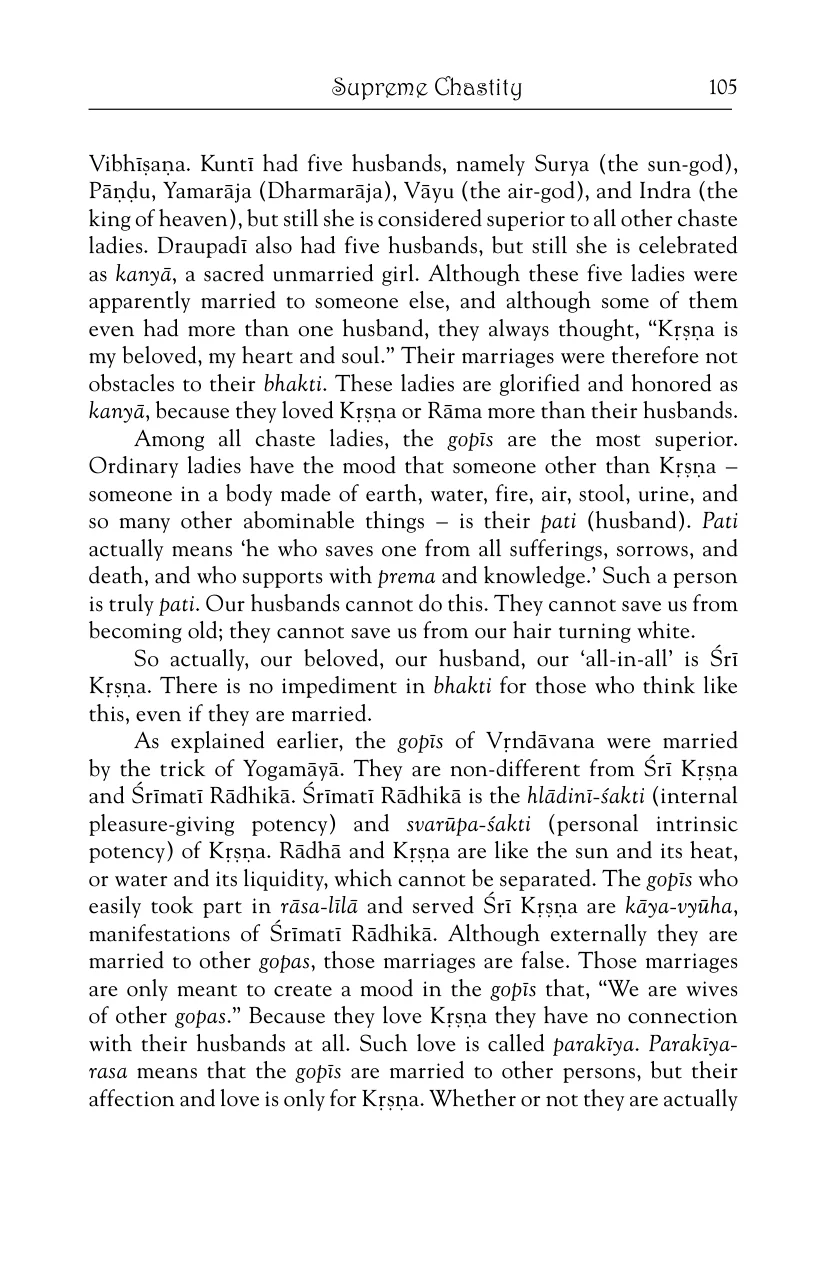 Supreme Chastity 105
Vibhīṣaṇa. Kuntī had five husbands, namely Surya (the sun-god),
Pāṇḍu, Yamarāja (Dharmarāja), Vāyu (the air-god), and Indra (the
king of heaven), but still she is considered superior to all other chaste
ladies. Draupadī also had five husbands, but still she is celebrated
as kanyā, a sacred unmarried girl. Although these five ladies were
apparently married to someone else, and although some of them
even had more than one husband, they always thought, “Kṛṣṇa is
my beloved, my heart and soul.” Their marriages were therefore not
obstacles to their bhakti. These ladies are glorified and honored as
kanyā, because they loved Kṛṣṇa or Rāma more than their husbands.
Among all chaste ladies, the gopīs are the most superior.
Ordinary ladies have the mood that someone other than Kṛṣṇa –
someone in a body made of earth, water, fire, air, stool, urine, and
so many other abominable things – is their pati (husband). Pati
actually means ‘he who saves one from all sufferings, sorrows, and
death, and who supports with prema and knowledge.’ Such a person
is truly pati. Our husbands cannot do this. They cannot save us from
becoming old; they cannot save us from our hair turning white.
So actually, our beloved, our husband, our ‘all-in-all’ is Śrī
Kṛṣṇa. There is no impediment in bhakti for those who think like
this, even if they are married.
As explained earlier, the gopīs of Vṛndāvana were married
by the trick of Yogamāyā. They are non-different from Śrī Kṛṣṇa
and Śrīmatī Rādhikā. Śrīmatī Rādhikā is the hlādinī-śakti (internal
pleasure-giving potency) and svarūpa-śakti (personal intrinsic
potency) of Kṛṣṇa. Rādhā and Kṛṣṇa are like the sun and its heat,
or water and its liquidity, which cannot be separated. The gopīs who
easily took part in rāsa-līlā and served Śrī Kṛṣṇa are kāya-vyūha,
manifestations of Śrīmatī Rādhikā. Although externally they are
married to other gopas, those marriages are false. Those marriages
are only meant to create a mood in the gopīs that, “We are wives
of other gopas.” Because they love Kṛṣṇa they have no connection
with their husbands at all. Such love is called parakīya. Parakīya-
rasa means that the gopīs are married to other persons, but their
affection and love is only for Kṛṣṇa. Whether or not they are actually